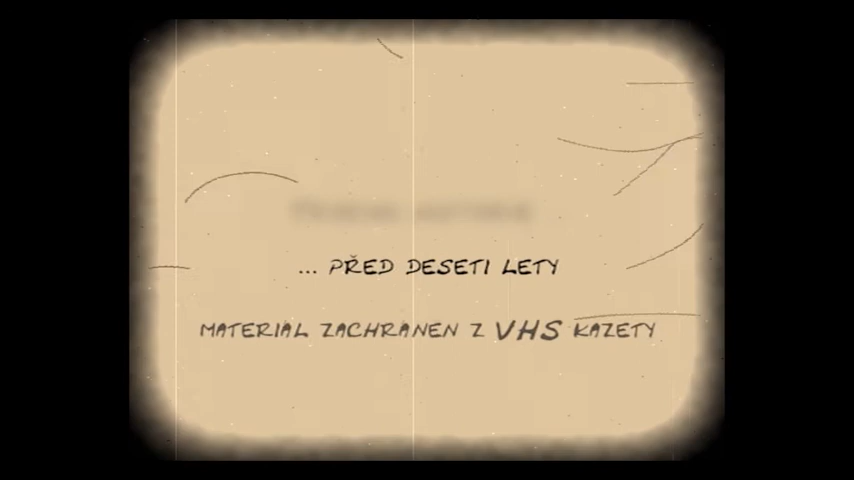 ... PŘED DESETI LETY
MATERIAL ZACHRANEN Z VHS KAZETY